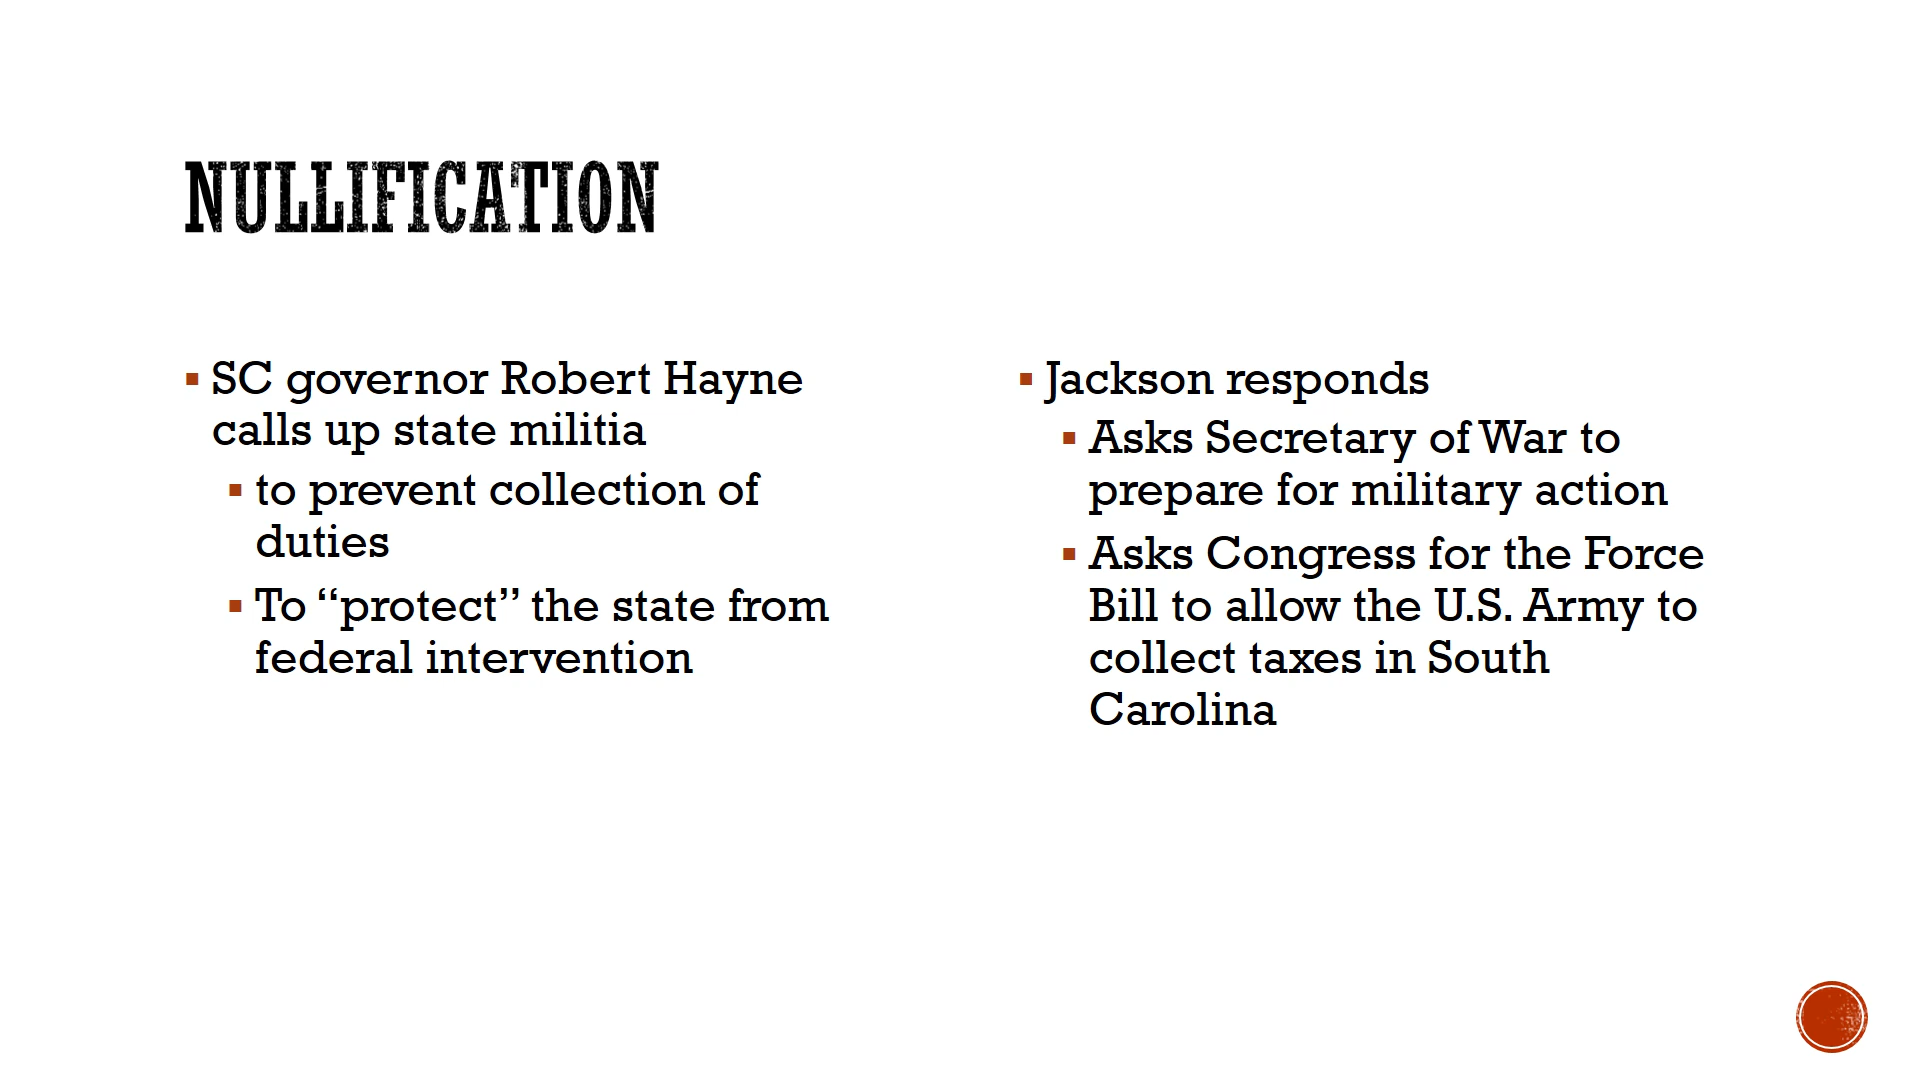 NULLIFICATION
▪ SC governor Robert Hayne
calls up state militia
▪ to prevent collection of
duties
▪ To “protect” the state from
federal intervention
▪ Jackson responds
▪ Asks Secretary of War to
prepare for military action
▪ Asks Congress for the Force
Bill to allow the U.S. Army to
collect taxes in South
Carolina